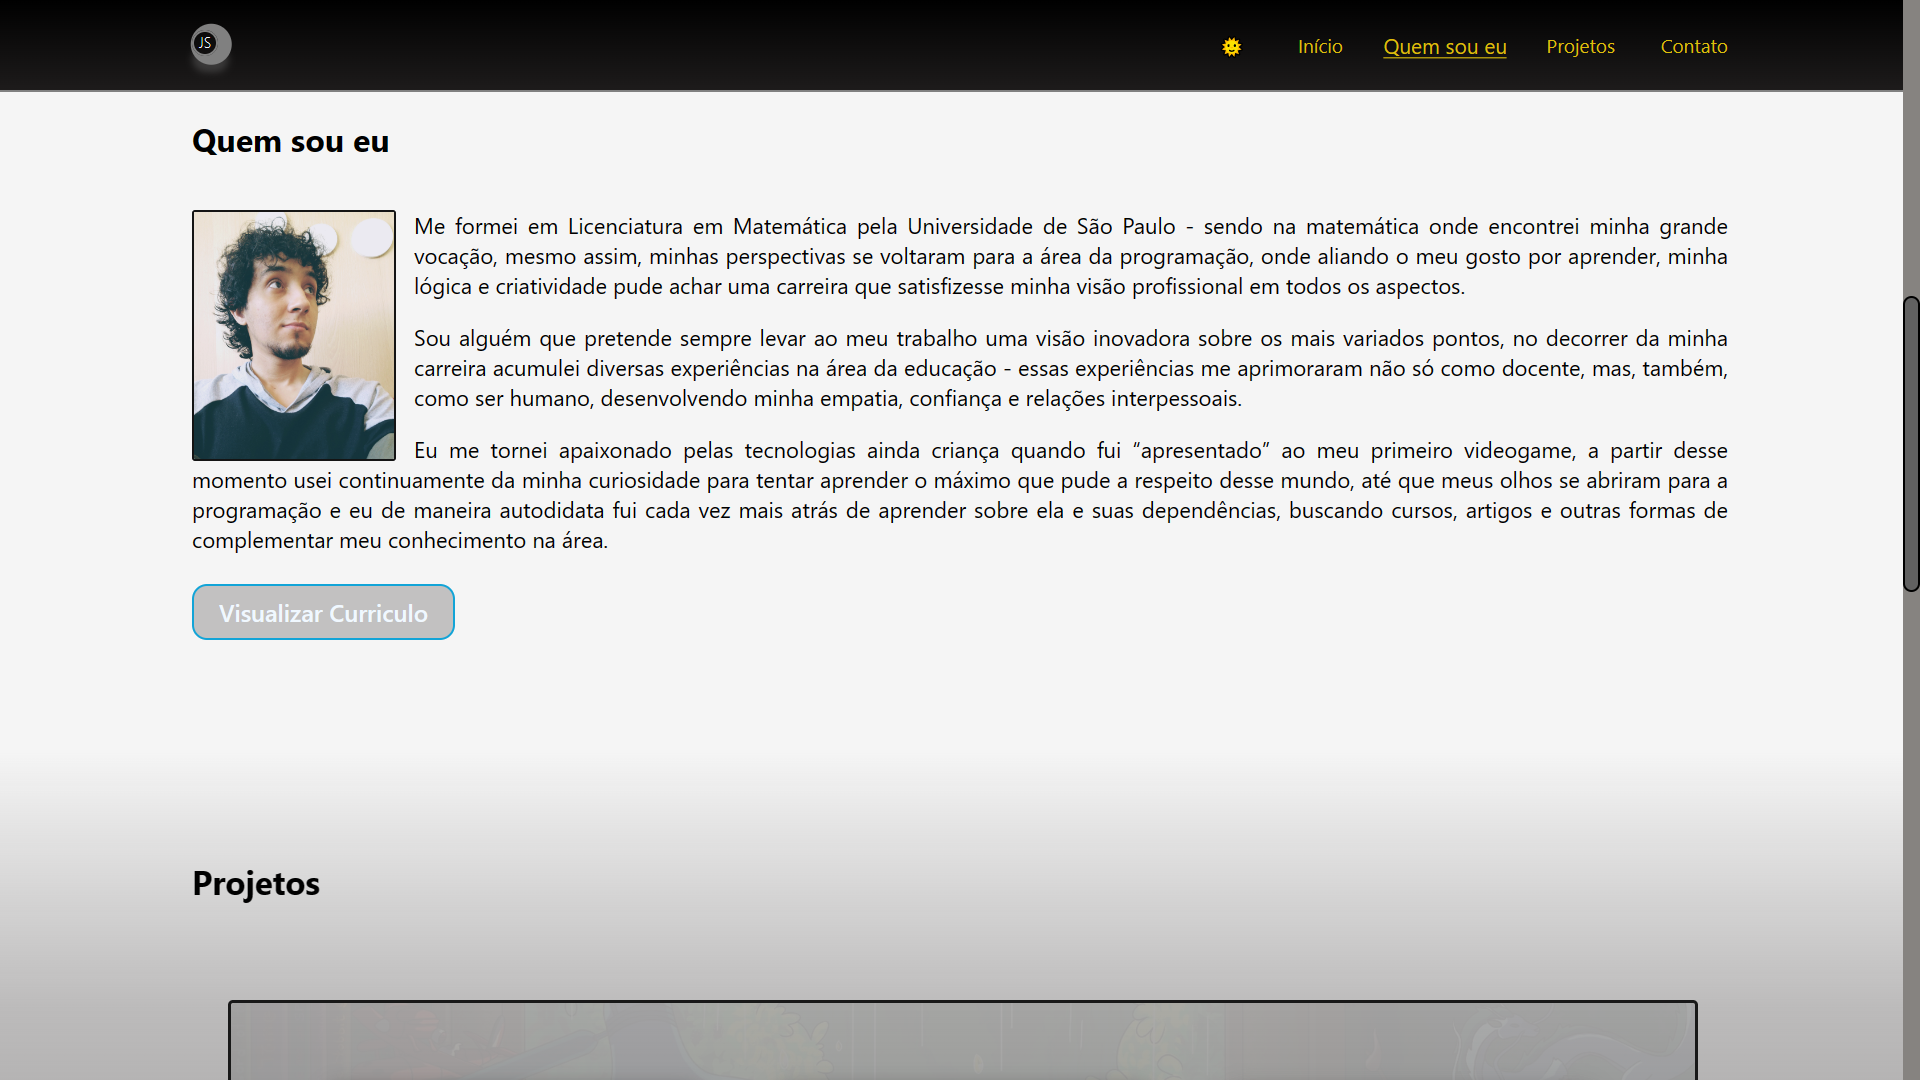 JS
Início Quem sou eu Projetos Contato
Quem sou eu
Me formei em Licenciatura em Matemática pela Universidade de São Paulo - sendo na matemática onde encontrei minha grande
vocação, mesmo assim, minhas perspectivas se voltaram para a área da programação, onde aliando o meu gosto por aprender, minha
lógica e criatividade pude achar uma carreira que satisfizesse minha visão profissional em todos os aspectos.
Sou alguém que pretende sempre levar ao meu trabalho uma visão inovadora sobre os mais variados pontos, no decorrer da minha
carreira acumulei diversas experiências na área da educação - essas experiências me aprimoraram não só como docente, mas, também,
como ser humano, desenvolvendo minha empatia, confiança e relações interpessoais.
Eu me tornei apaixonado pelas tecnologias ainda criança quando fui “apresentado” ao meu primeiro videogame, a partir desse
momento usei continuamente da minha curiosidade para tentar aprender o máximo que pude a respeito desse mundo, até que meus olhos se abriram para a
programação e eu de maneira autodidata fui cada vez mais atrás de aprender sobre ela e suas dependências, buscando cursos, artigos e outras formas de
complementar meu conhecimento na área.
Visualizar Curriculo
Projetos